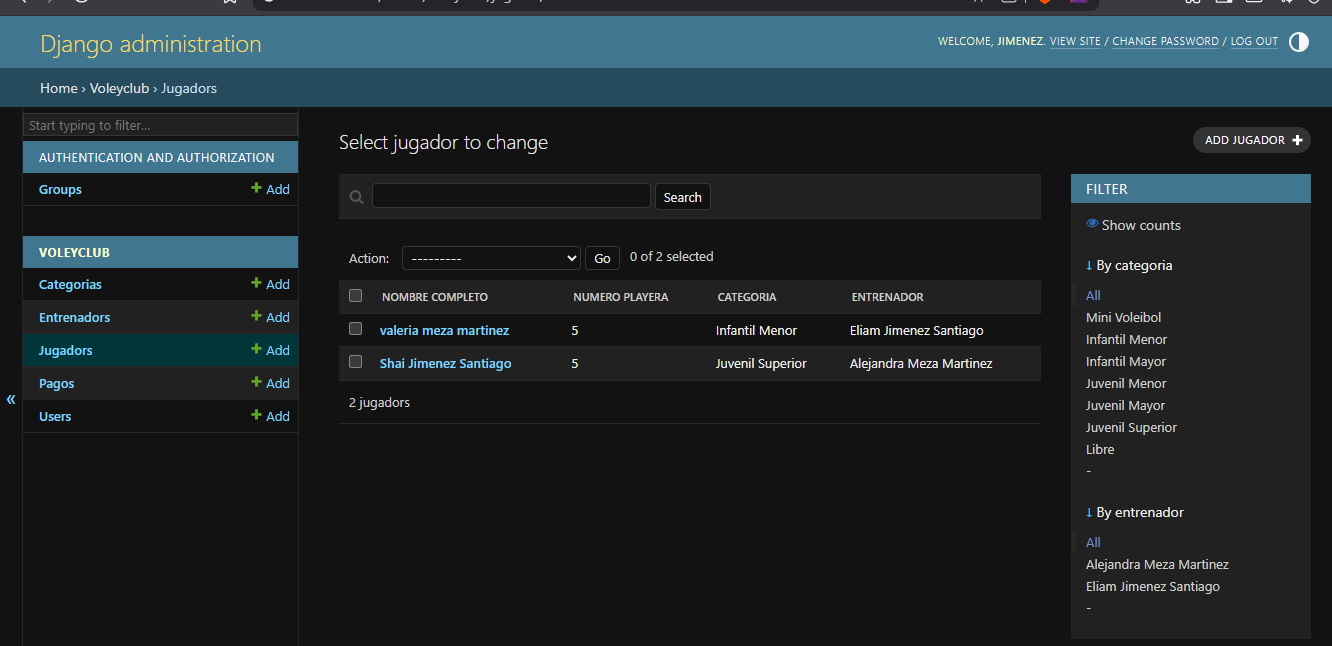 Django administration
WELCOME, JIMENEZ. VIEW SITE / CHANGE PASSWORD / LOG OUT
Home › Voleyclub › Jugadors
Start typing to filter...
AUTHENTICATION AND AUTHORIZATION
Groups + Add
VOLEYCLUB
Categorias + Add
Entrenadors + Add
Jugadors + Add
Pagos + Add
Users + Add
«
Select jugador to change
ADD JUGADOR +
Search
Action: --------- Go 0 of 2 selected
NOMBRE COMPLETO NUMERO PLAYERA CATEGORIA ENTRENADOR
valeria meza martinez 5 Infantil Menor Eliam Jimenez Santiago
Shai Jimenez Santiago 5 Juvenil Superior Alejandra Meza Martinez
2 jugadors
FILTER
Show counts
↓ By categoria
All
Mini Voleibol
Infantil Menor
Infantil Mayor
Juvenil Menor
Juvenil Mayor
Juvenil Superior
Libre
-
↓ By entrenador
All
Alejandra Meza Martinez
Eliam Jimenez Santiago
-